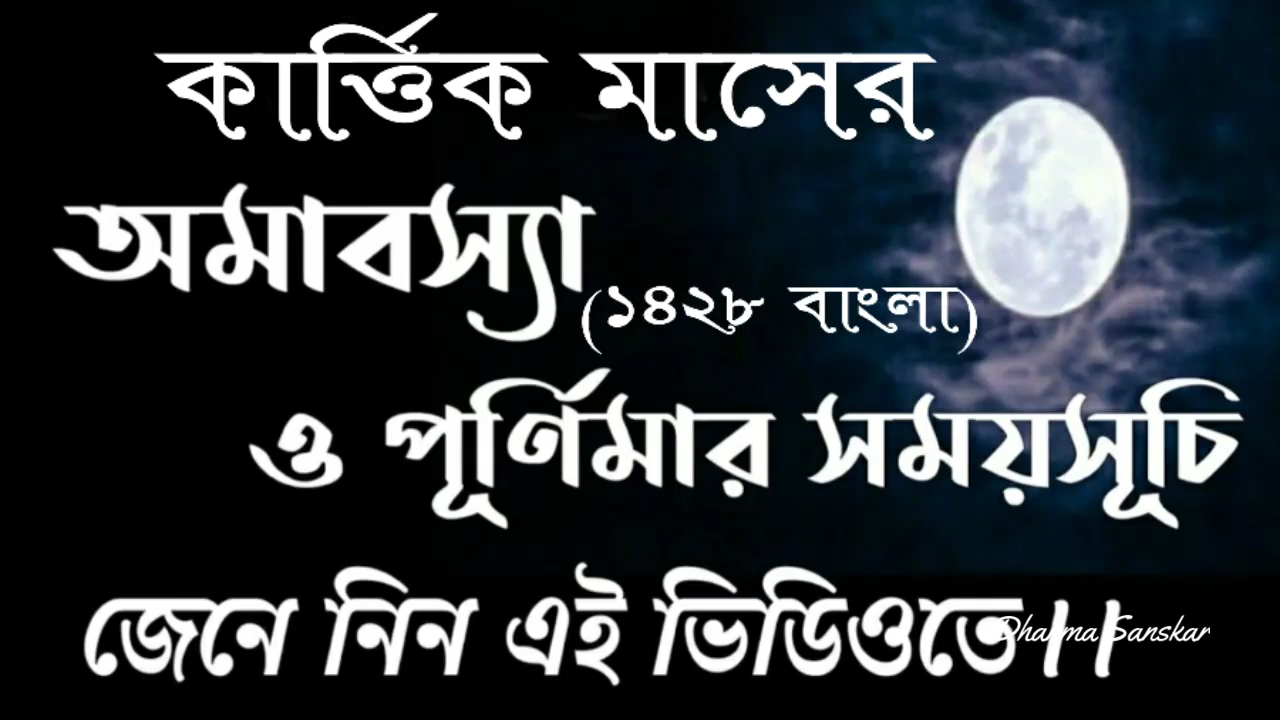 কার্ত্তিক মাসের
অমাবস্যা
(১৪২৮ বাংলা)
ও পূর্ণিমার সময়সূচি
জেনে নিন এই ভিডিওতে।।
Dharma Sanskar